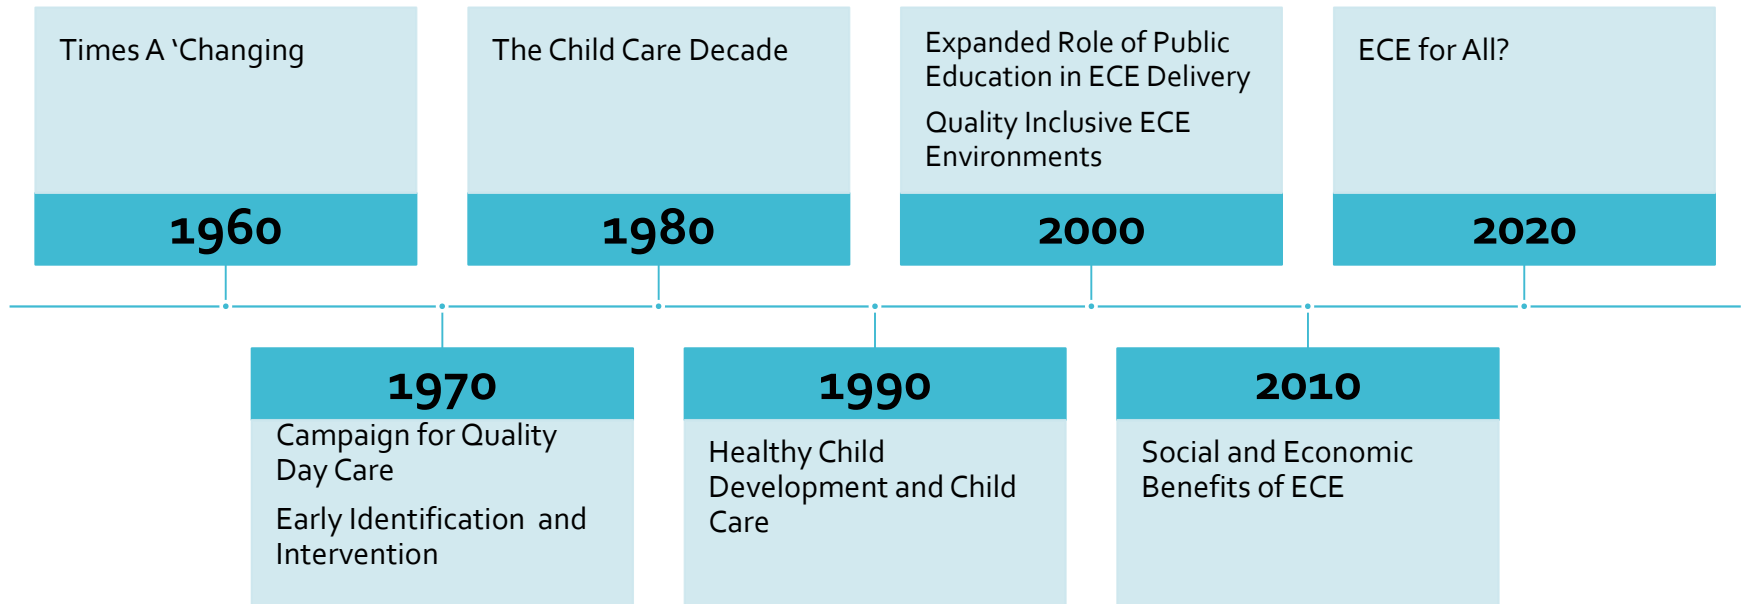 Times A ‘Changing
1960
Campaign for Quality
Day Care
Early Identification and
Intervention
1970
The Child Care Decade
1980
Healthy Child
Development and Child
Care
1990
Expanded Role of Public
Education in ECE Delivery
Quality Inclusive ECE
Environments
2000
Social and Economic
Benefits of ECE
2010
ECE for All?
2020